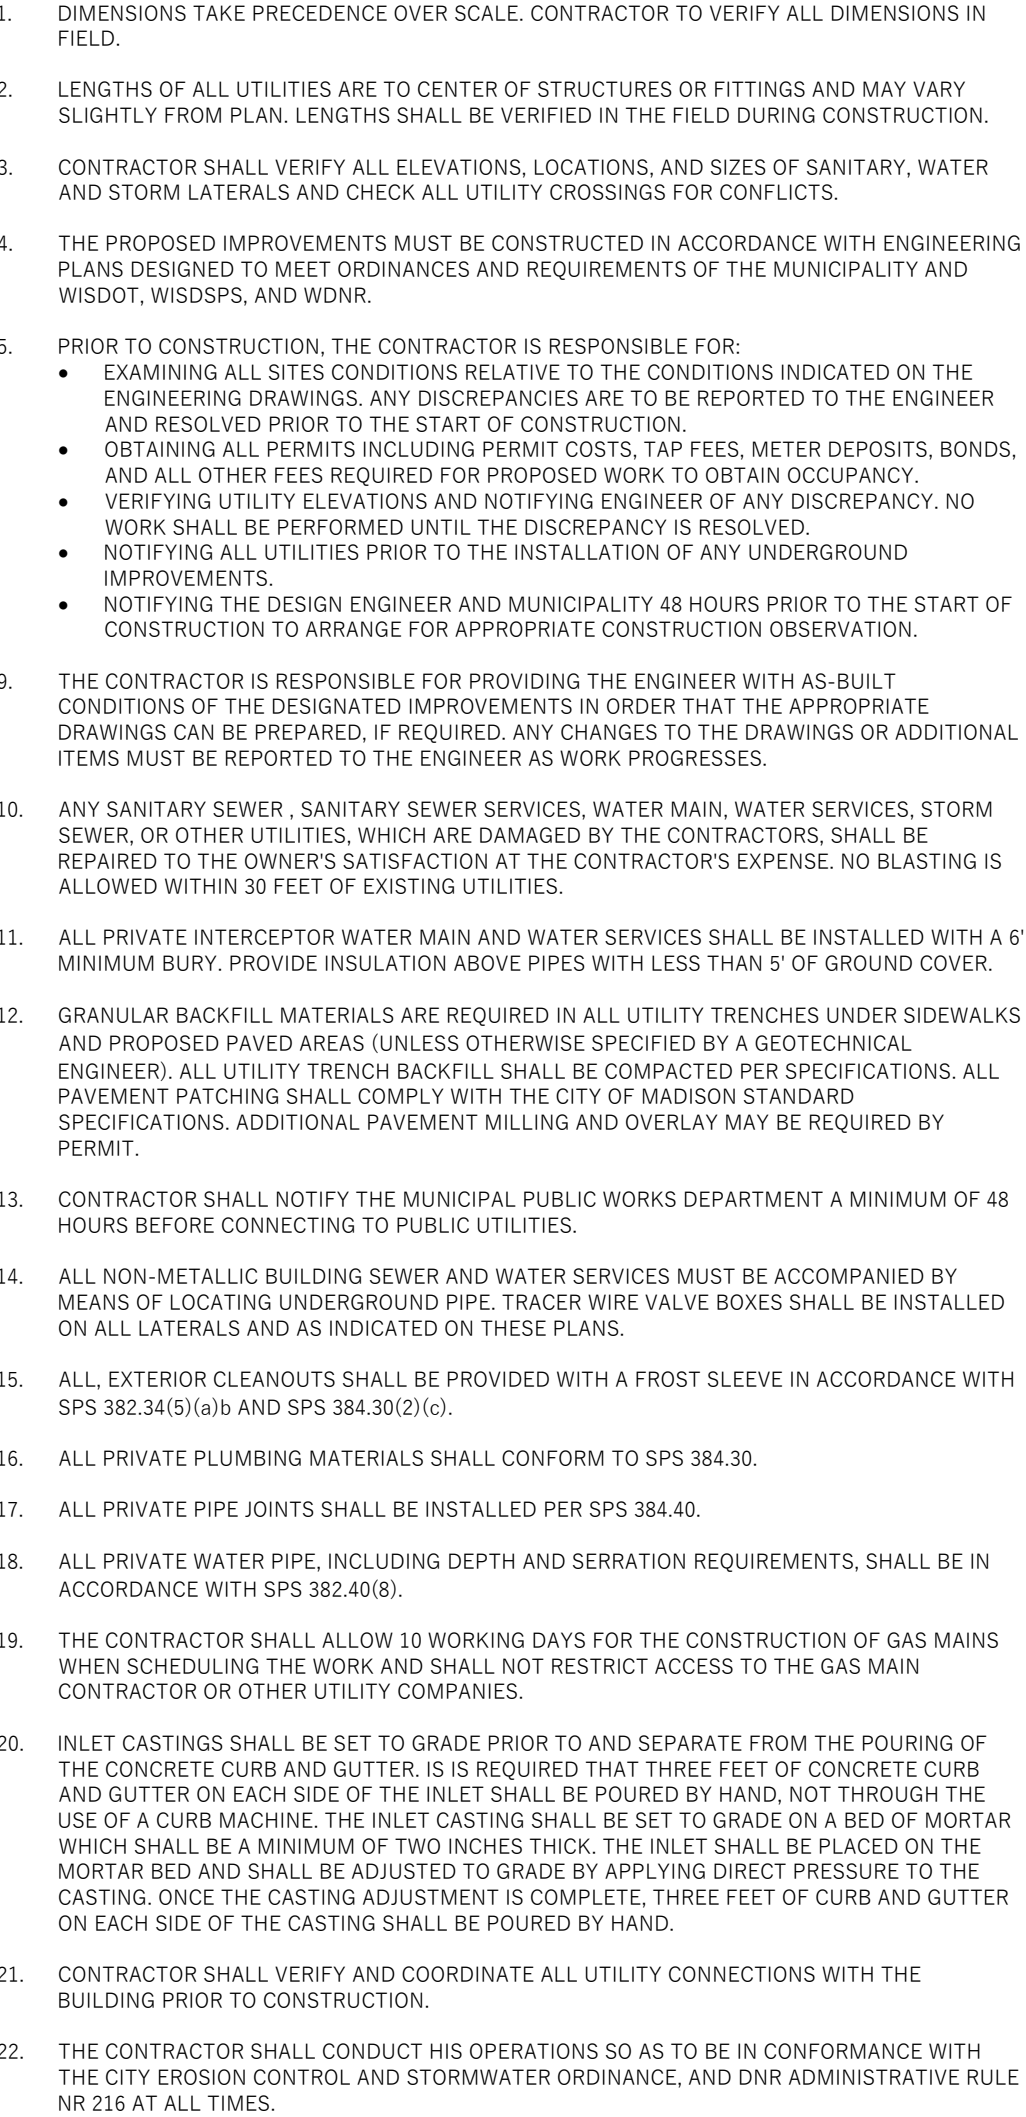 1. DIMENSIONS TAKE PRECEDENCE OVER SCALE. CONTRACTOR TO VERIFY ALL DIMENSIONS IN
FIELD.
2. LENGTHS OF ALL UTILITIES ARE TO CENTER OF STRUCTURES OR FITTINGS AND MAY VARY
SLIGHTLY FROM PLAN. LENGTHS SHALL BE VERIFIED IN THE FIELD DURING CONSTRUCTION.
3. CONTRACTOR SHALL VERIFY ALL ELEVATIONS, LOCATIONS, AND SIZES OF SANITARY, WATER
AND STORM LATERALS AND CHECK ALL UTILITY CROSSINGS FOR CONFLICTS.
4. THE PROPOSED IMPROVEMENTS MUST BE CONSTRUCTED IN ACCORDANCE WITH ENGINEERING
PLANS DESIGNED TO MEET ORDINANCES AND REQUIREMENTS OF THE MUNICIPALITY AND
WISDOT, WISDSPS, AND WDNR.
5. PRIOR TO CONSTRUCTION, THE CONTRACTOR IS RESPONSIBLE FOR:
• EXAMINING ALL SITES CONDITIONS RELATIVE TO THE CONDITIONS INDICATED ON THE
ENGINEERING DRAWINGS. ANY DISCREPANCIES ARE TO BE REPORTED TO THE ENGINEER
AND RESOLVED PRIOR TO THE START OF CONSTRUCTION.
• OBTAINING ALL PERMITS INCLUDING PERMIT COSTS, TAP FEES, METER DEPOSITS, BONDS,
AND ALL OTHER FEES REQUIRED FOR PROPOSED WORK TO OBTAIN OCCUPANCY.
• VERIFYING UTILITY ELEVATIONS AND NOTIFYING ENGINEER OF ANY DISCREPANCY. NO
WORK SHALL BE PERFORMED UNTIL THE DISCREPANCY IS RESOLVED.
• NOTIFYING ALL UTILITIES PRIOR TO THE INSTALLATION OF ANY UNDERGROUND
IMPROVEMENTS.
• NOTIFYING THE DESIGN ENGINEER AND MUNICIPALITY 48 HOURS PRIOR TO THE START OF
CONSTRUCTION TO ARRANGE FOR APPROPRIATE CONSTRUCTION OBSERVATION.
9. THE CONTRACTOR IS RESPONSIBLE FOR PROVIDING THE ENGINEER WITH AS-BUILT
CONDITIONS OF THE DESIGNATED IMPROVEMENTS IN ORDER THAT THE APPROPRIATE
DRAWINGS CAN BE PREPARED, IF REQUIRED. ANY CHANGES TO THE DRAWINGS OR ADDITIONAL
ITEMS MUST BE REPORTED TO THE ENGINEER AS WORK PROGRESSES.
10. ANY SANITARY SEWER , SANITARY SEWER SERVICES, WATER MAIN, WATER SERVICES, STORM
SEWER, OR OTHER UTILITIES, WHICH ARE DAMAGED BY THE CONTRACTORS, SHALL BE
REPAIRED TO THE OWNER'S SATISFACTION AT THE CONTRACTOR'S EXPENSE. NO BLASTING IS
ALLOWED WITHIN 30 FEET OF EXISTING UTILITIES.
11. ALL PRIVATE INTERCEPTOR WATER MAIN AND WATER SERVICES SHALL BE INSTALLED WITH A 6'
MINIMUM BURY. PROVIDE INSULATION ABOVE PIPES WITH LESS THAN 5' OF GROUND COVER.
12. GRANULAR BACKFILL MATERIALS ARE REQUIRED IN ALL UTILITY TRENCHES UNDER SIDEWALKS
AND PROPOSED PAVED AREAS (UNLESS OTHERWISE SPECIFIED BY A GEOTECHNICAL
ENGINEER). ALL UTILITY TRENCH BACKFILL SHALL BE COMPACTED PER SPECIFICATIONS. ALL
PAVEMENT PATCHING SHALL COMPLY WITH THE CITY OF MADISON STANDARD
SPECIFICATIONS. ADDITIONAL PAVEMENT MILLING AND OVERLAY MAY BE REQUIRED BY
PERMIT.
13. CONTRACTOR SHALL NOTIFY THE MUNICIPAL PUBLIC WORKS DEPARTMENT A MINIMUM OF 48
HOURS BEFORE CONNECTING TO PUBLIC UTILITIES.
14. ALL NON-METALLIC BUILDING SEWER AND WATER SERVICES MUST BE ACCOMPANIED BY
MEANS OF LOCATING UNDERGROUND PIPE. TRACER WIRE VALVE BOXES SHALL BE INSTALLED
ON ALL LATERALS AND AS INDICATED ON THESE PLANS.
15. ALL, EXTERIOR CLEANOUTS SHALL BE PROVIDED WITH A FROST SLEEVE IN ACCORDANCE WITH
SPS 382.34(5)(a)b AND SPS 384.30(2)(c).
16. ALL PRIVATE PLUMBING MATERIALS SHALL CONFORM TO SPS 384.30.
17. ALL PRIVATE PIPE JOINTS SHALL BE INSTALLED PER SPS 384.40.
18. ALL PRIVATE WATER PIPE, INCLUDING DEPTH AND SERRATION REQUIREMENTS, SHALL BE IN
ACCORDANCE WITH SPS 382.40(8).
19. THE CONTRACTOR SHALL ALLOW 10 WORKING DAYS FOR THE CONSTRUCTION OF GAS MAINS
WHEN SCHEDULING THE WORK AND SHALL NOT RESTRICT ACCESS TO THE GAS MAIN
CONTRACTOR OR OTHER UTILITY COMPANIES.
20. INLET CASTINGS SHALL BE SET TO GRADE PRIOR TO AND SEPARATE FROM THE POURING OF
THE CONCRETE CURB AND GUTTER. IS IS REQUIRED THAT THREE FEET OF CONCRETE CURB
AND GUTTER ON EACH SIDE OF THE INLET SHALL BE POURED BY HAND, NOT THROUGH THE
USE OF A CURB MACHINE. THE INLET CASTING SHALL BE SET TO GRADE ON A BED OF MORTAR
WHICH SHALL BE A MINIMUM OF TWO INCHES THICK. THE INLET SHALL BE PLACED ON THE
MORTAR BED AND SHALL BE ADJUSTED TO GRADE BY APPLYING DIRECT PRESSURE TO THE
CASTING. ONCE THE CASTING ADJUSTMENT IS COMPLETE, THREE FEET OF CURB AND GUTTER
ON EACH SIDE OF THE CASTING SHALL BE POURED BY HAND.
21. CONTRACTOR SHALL VERIFY AND COORDINATE ALL UTILITY CONNECTIONS WITH THE
BUILDING PRIOR TO CONSTRUCTION.
22. THE CONTRACTOR SHALL CONDUCT HIS OPERATIONS SO AS TO BE IN CONFORMANCE WITH
THE CITY EROSION CONTROL AND STORMWATER ORDINANCE, AND DNR ADMINISTRATIVE RULE
NR 216 AT ALL TIMES.